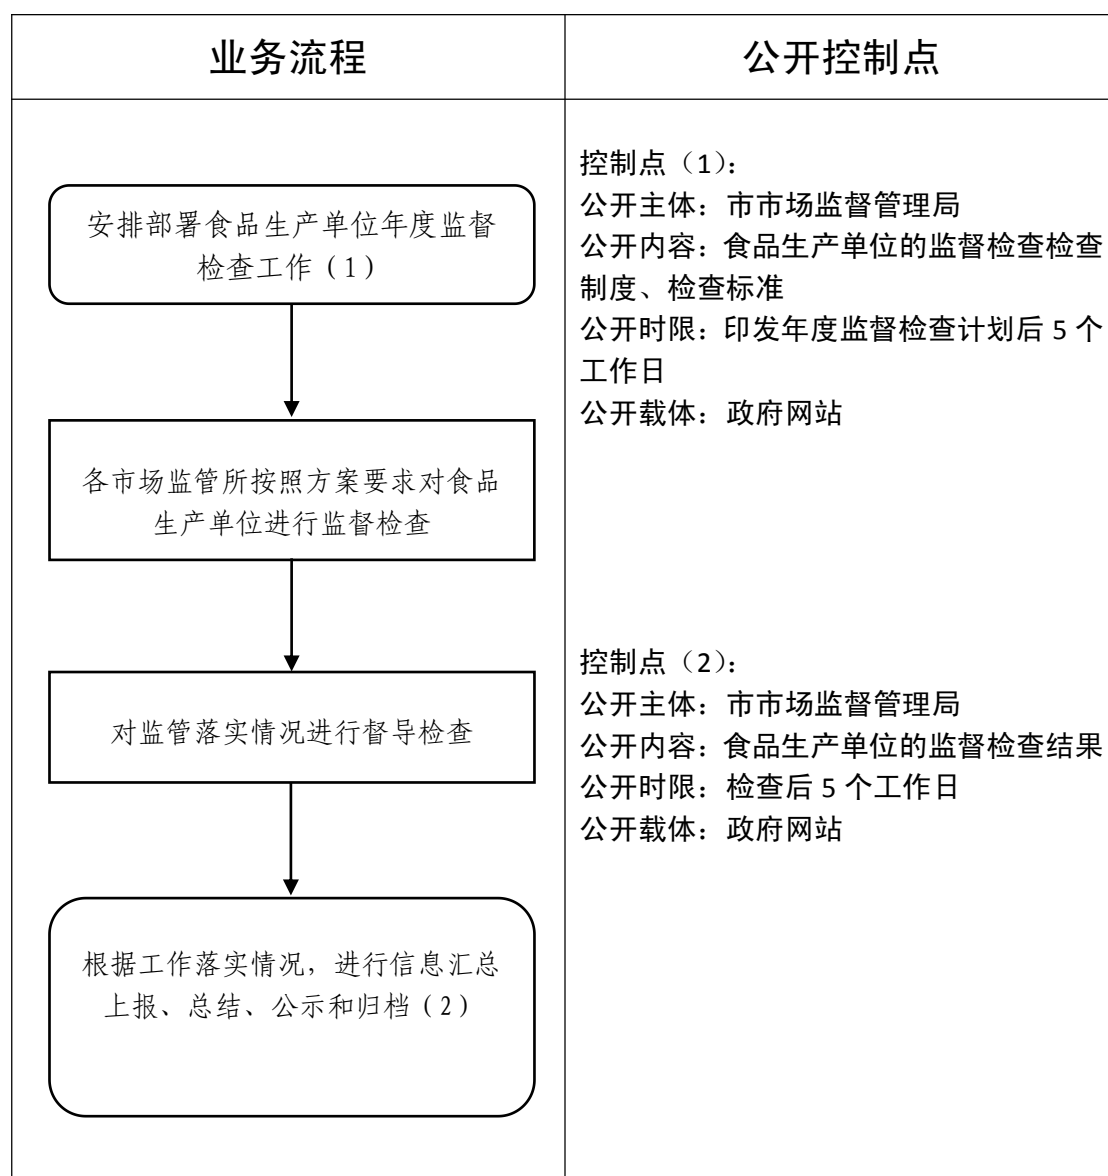 业务流程
公开控制点
安排部署食品生产单位年度监督
检查工作（1）
各市场监管所按照方案要求对食品
生产单位进行监督检查
对监管落实情况进行督导检查
根据工作落实情况，进行信息汇总
上报、总结、公示和归档（2）
控制点（1）：
公开主体：市市场监督管理局
公开内容：食品生产单位的监督检查检查
制度、检查标准
公开时限：印发年度监督检查计划后 5 个
工作日
公开载体：政府网站
控制点（2）：
公开主体：市市场监督管理局
公开内容：食品生产单位的监督检查结果
公开时限：检查后 5 个工作日
公开载体：政府网站